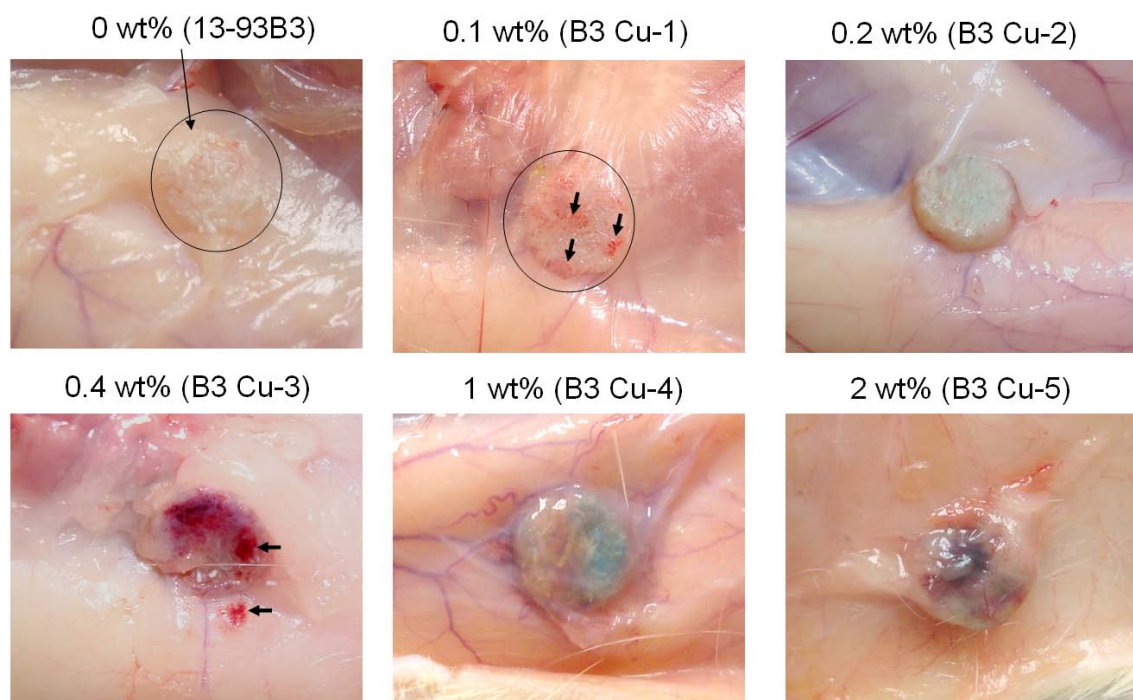 0 wt% (13-93B3)
0.1 wt% (B3 Cu-1)
0.2 wt% (B3 Cu-2)
0.4 wt% (B3 Cu-3)
1 wt% (B3 Cu-4)
2 wt% (B3 Cu-5)